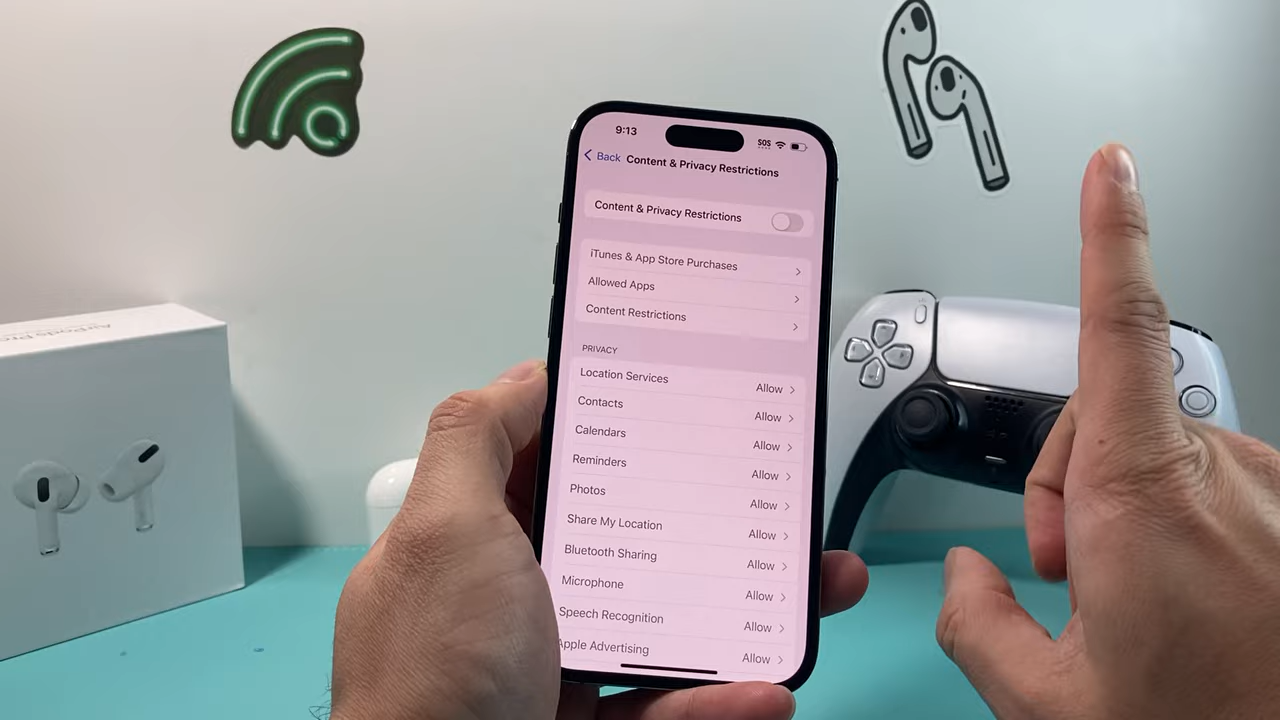 9:13
SOS
Back Content & Privacy Restrictions
Content & Privacy Restrictions
iTunes & App Store Purchases
Allowed Apps
Content Restrictions
PRIVACY
Location Services Allow
Contacts Allow
Calendars Allow
Reminders Allow
Photos Allow
Share My Location Allow
Bluetooth Sharing Allow
Microphone Allow
Speech Recognition Allow
Apple Advertising Allow
AirPods Pro